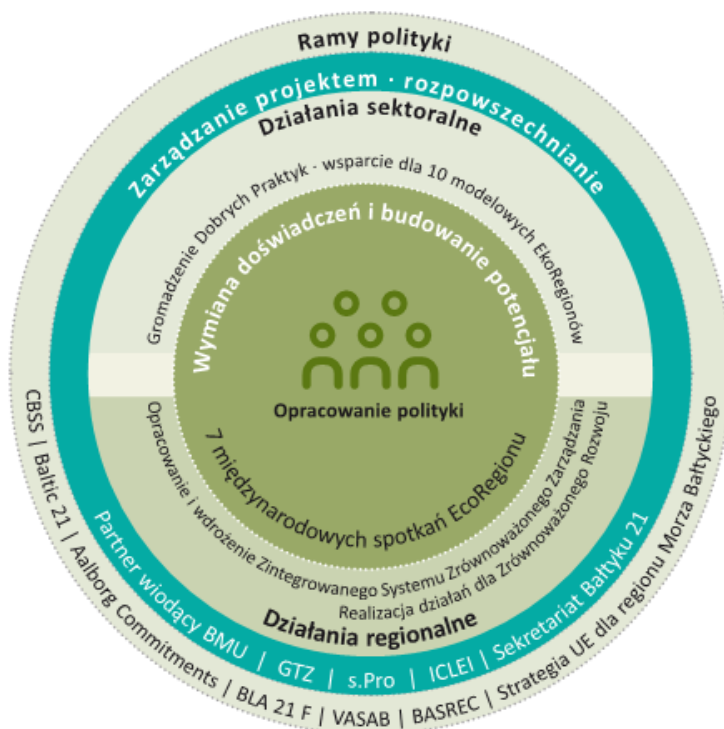 Ramy polityki
Zarządzanie projektem · rozpowszechnianie
Działania sektoralne
Gromadzenie Dobrych Praktyk · wsparcie dla 10 modelowych EkoRegionów
Wymiana doświadczeń i budowanie potencjału
Opracowanie polityki
7 międzynarodowych spotkań EcoRegionu
Opracowanie i wdrożenie Zintegrowanego Systemu Zrównoważonego Zarządzania
Realizacja działań dla Zrównoważonego Rozwoju
Działania regionalne
Partner wiodący BMU | GTZ | s.Pro | ICLEI | Sekretariat Bałtyku 21
CBSS | Baltic 21 | Aalborg Commitments | BLA 21 F | VASAB | BASREC | Strategia UE dla regionu Morza Bałtyckiego